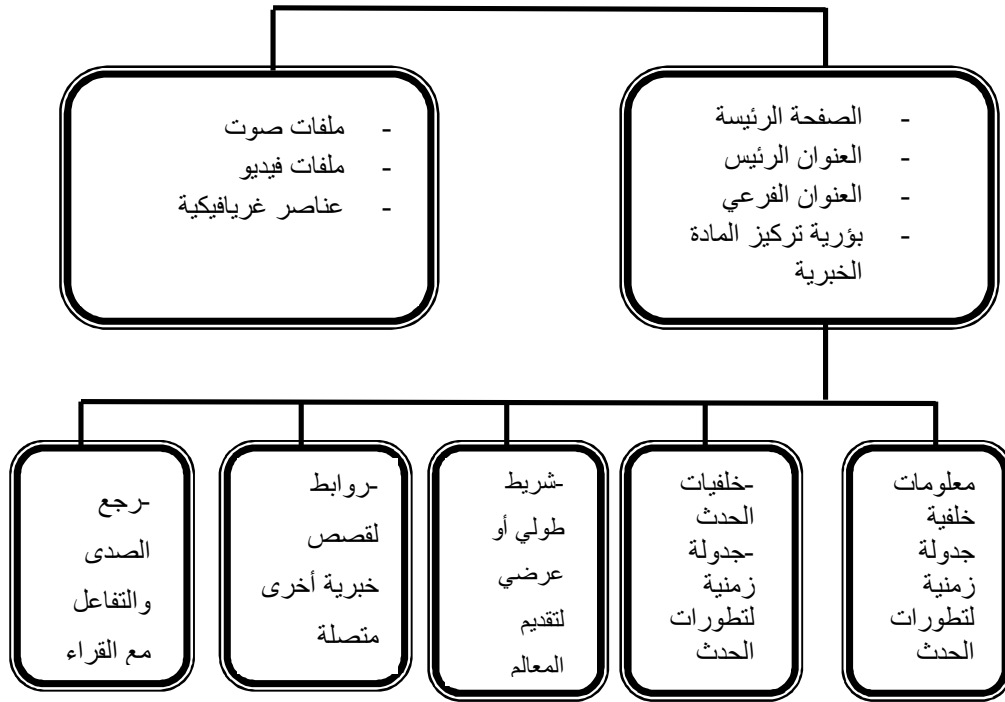 - الصفحة الرئيسة
- العنوان الرئيس
- العنوان الفرعي
- بؤرية تركيز المادة
الخبرية
- ملفات صوت
- ملفات فيديو
- عناصر غريافيكية
معلومات
خلفية
جدولة
زمنية
لتطورات
الحدث
-خلفيات
الحدث
-جدولة
زمنية
لتطورات
الحدث
-شريط
طولي أو
عرضي
لتقديم
المعالم
-روابط
لقصص
خبرية أخرى
متصلة
-رجع
الصدى
والتفاعل
مع القراء